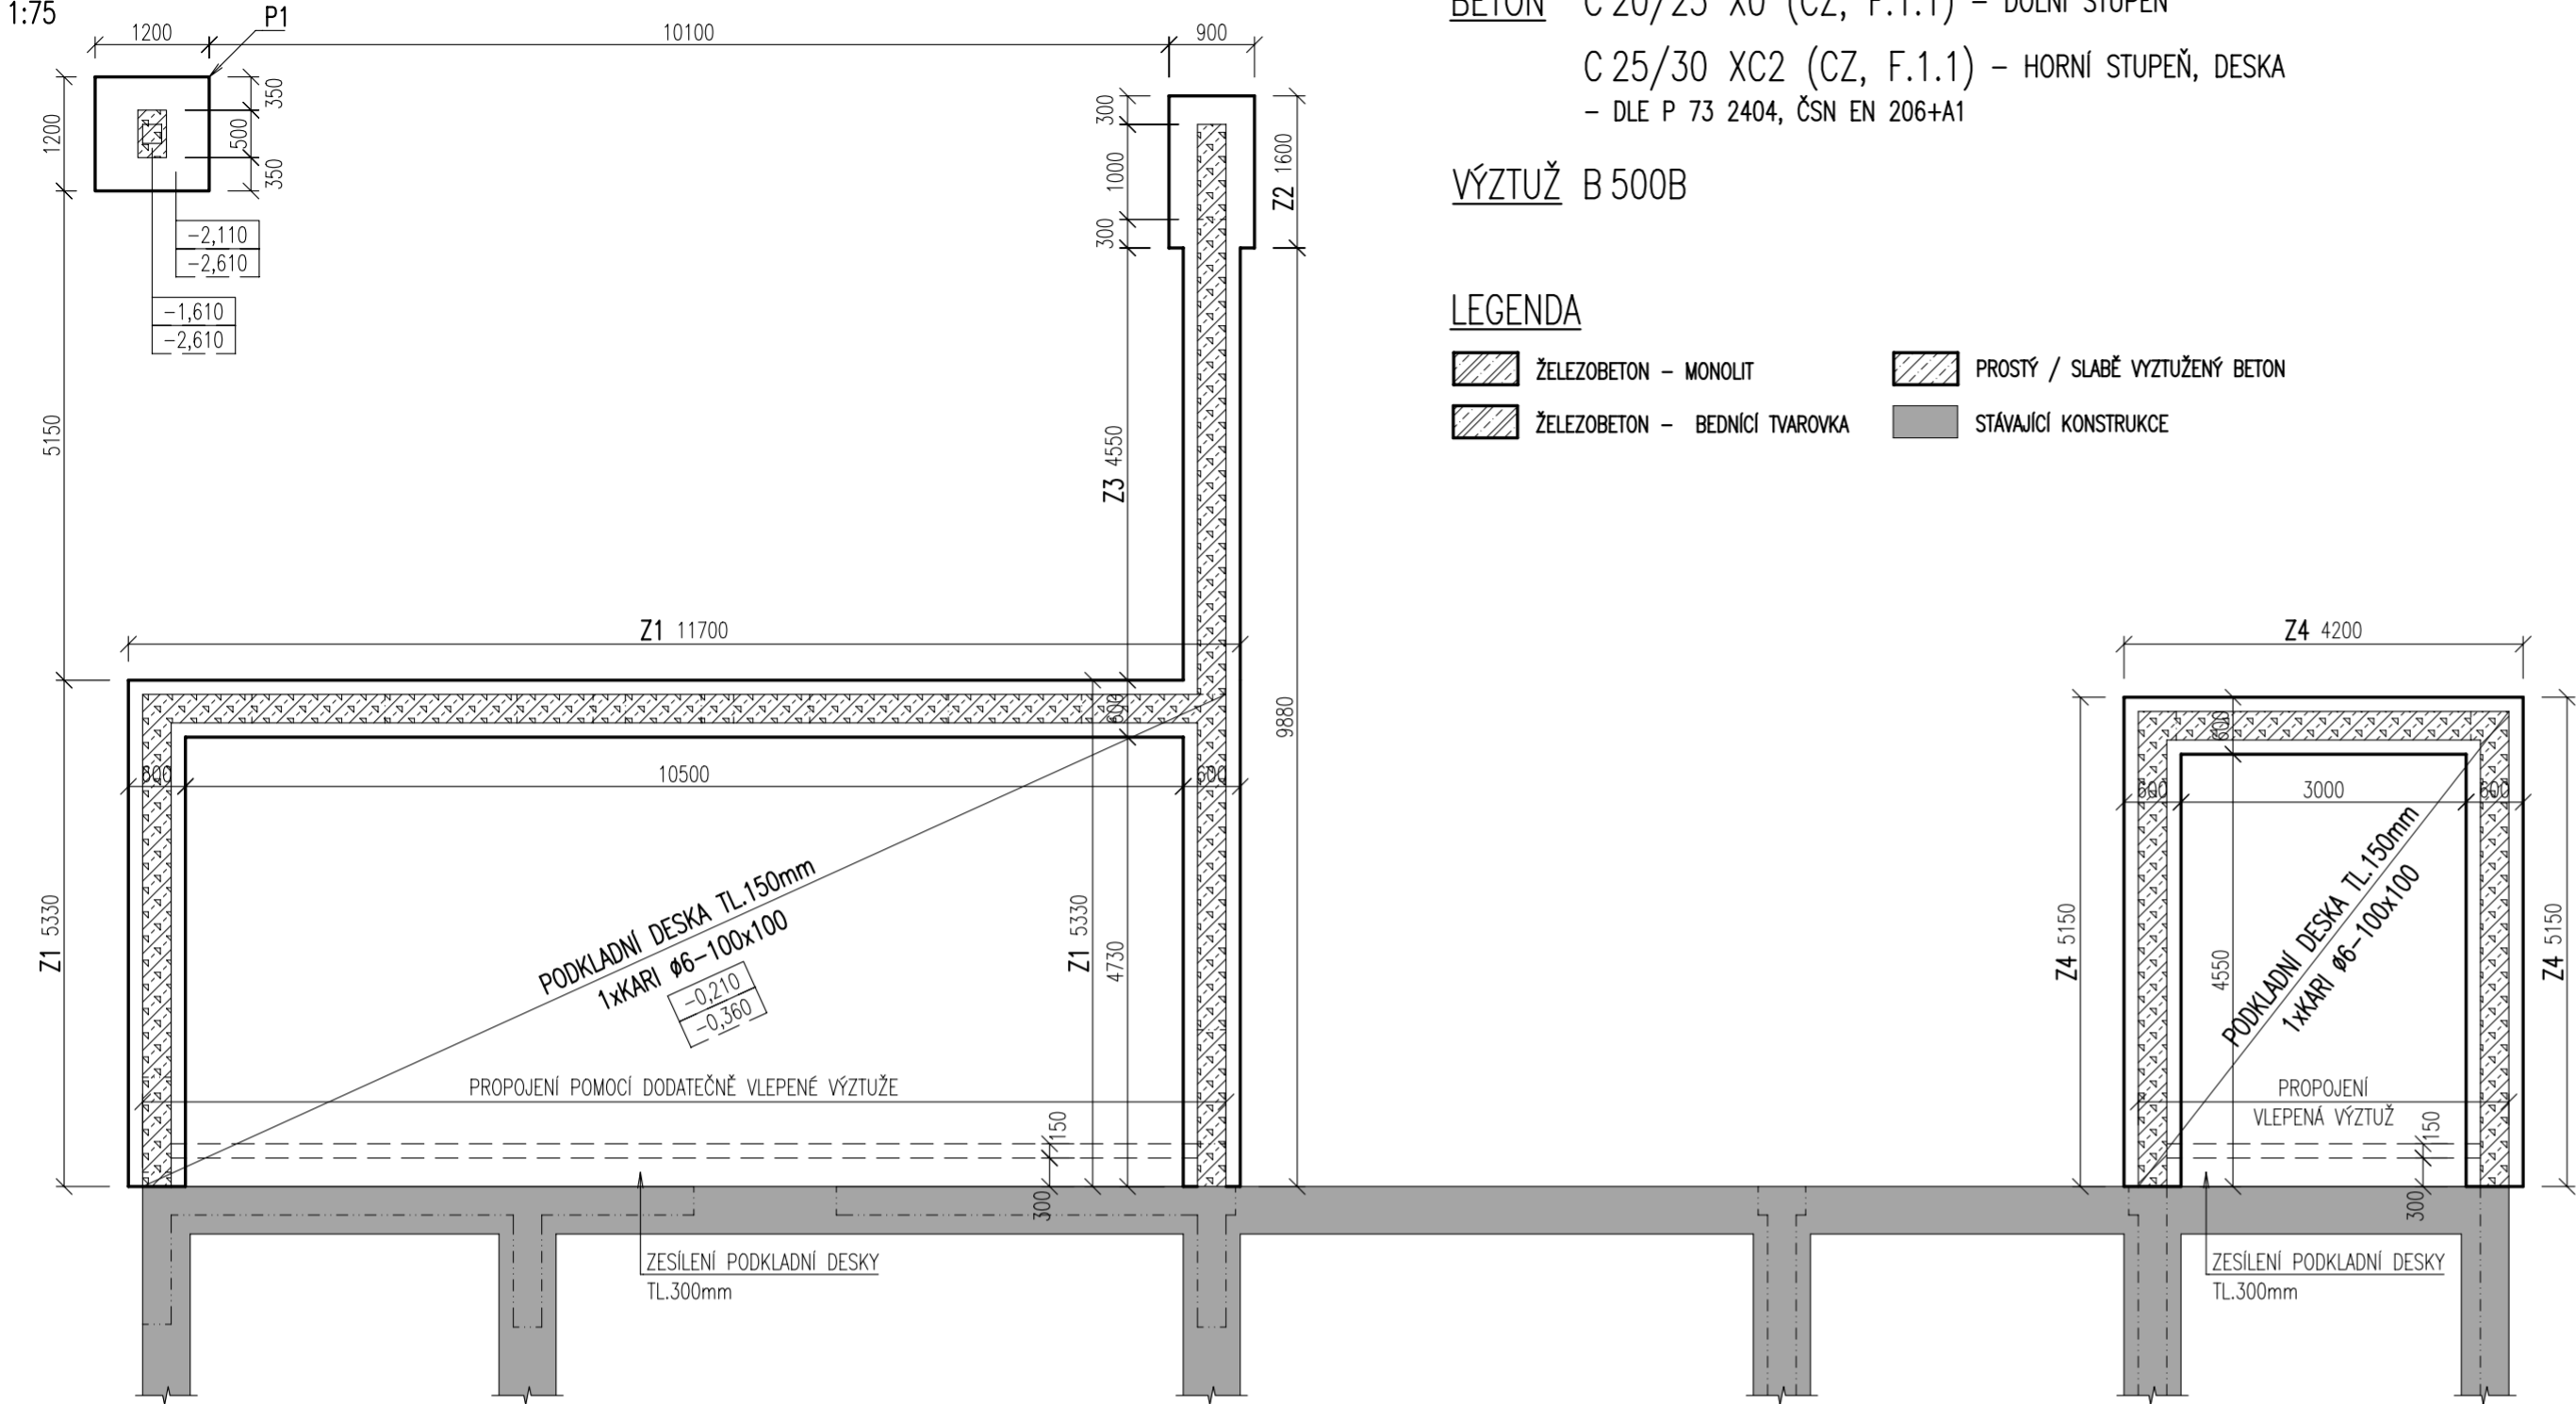 1:75
P1
1200
10100
900
1200
350
500
350
-2,110
-2,610
-1,610
-2,610
5150
300
1000
300
Z2 1600
Z3 4550
9880
BETON C 20/25 X0 (CZ, F.1.1) – DOLNÍ STUPEŇ
C 25/30 XC2 (CZ, F.1.1) – HORNÍ STUPEŇ, DESKA
– DLE P 73 2404, ČSN EN 206+A1
VÝZTUŽ B 500B
LEGENDA
ŽELEZOBETON – MONOLIT
PROSTÝ / SLABĚ VYZTUŽENÝ BETON
ŽELEZOBETON – BEDNÍCÍ TVAROVKA
STÁVAJÍCÍ KONSTRUKCE
Z1 11700
600
600
10500
600
Z1 5330
Z1 5330
4730
PODKLADNÍ DESKA TL.150mm
1xKARI ø6-100x100
-0,210
-0,360
PROPOJENÍ POMOCÍ DODATEČNĚ VLEPENÉ VÝZTUŽE
150
300
ZESÍLENÍ PODKLADNÍ DESKY
TL.300mm
Z4 4200
600
600
3000
600
Z4 5150
4550
Z4 5150
PODKLADNÍ DESKA TL.150mm
1xKARI ø6-100x100
PROPOJENÍ
VLEPENÁ VÝZTUŽ
150
300
ZESÍLENÍ PODKLADNÍ DESKY
TL.300mm